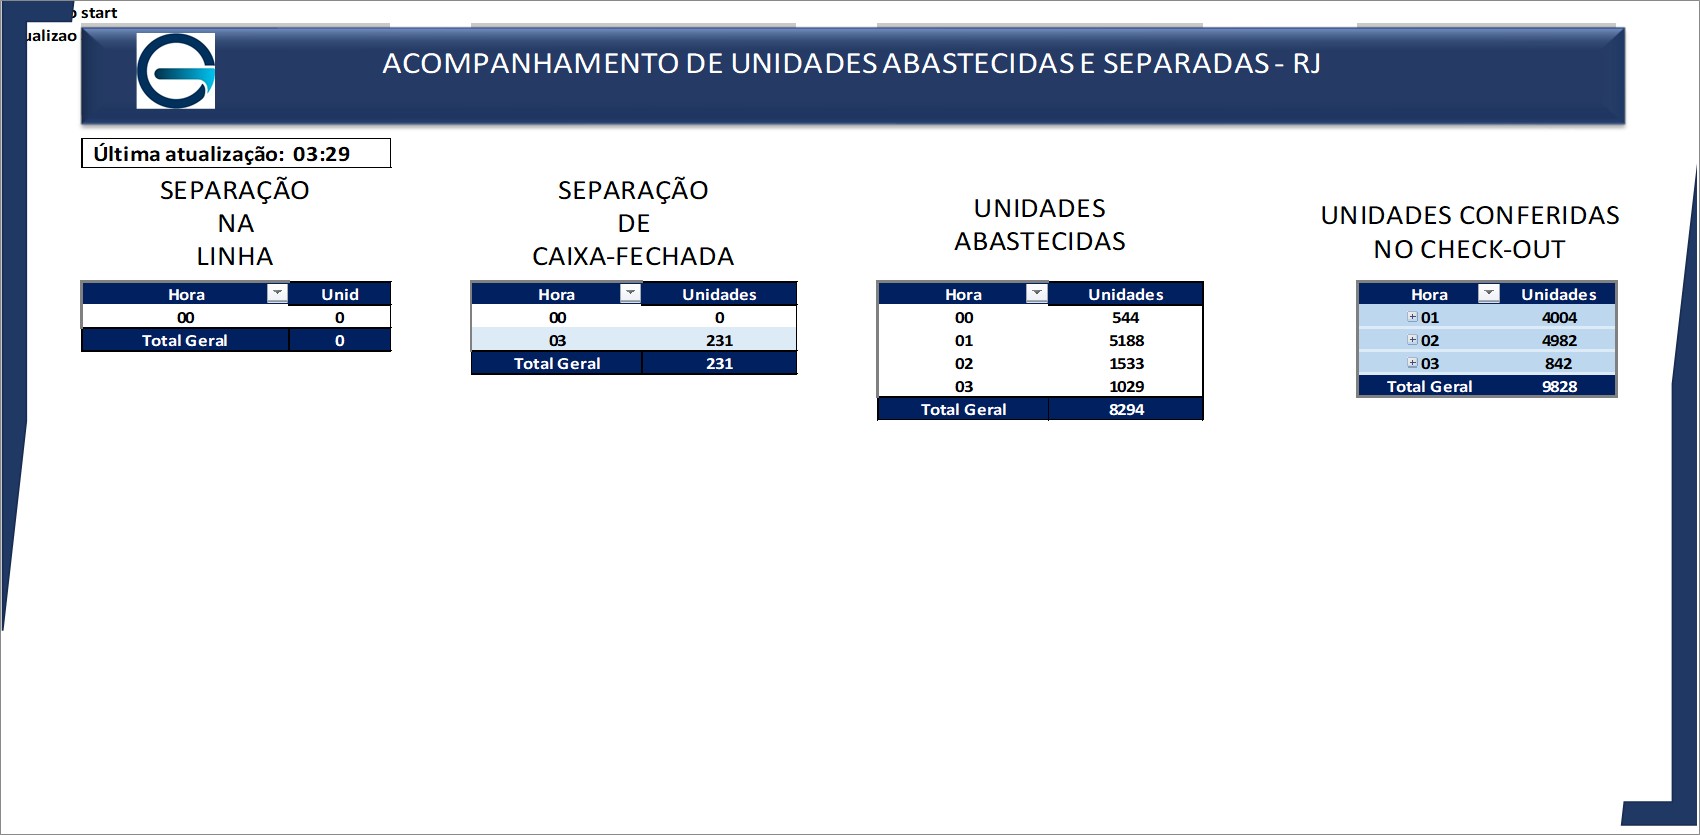 start
ACOMPANHAMENTO DE UNIDADES ABASTECIDAS E SEPARADAS - RJ
Última atualização: 03:29
SEPARAÇÃO
NA
LINHA
Hora Unid
00 0
Total Geral 0
SEPARAÇÃO
DE
CAIXA-FECHADA
Hora Unidades
00 0
03 231
Total Geral 231
UNIDADES
ABASTECIDAS
Hora Unidades
00 544
01 5188
02 1533
03 1029
Total Geral 8294
UNIDADES CONFERIDAS
NO CHECK-OUT
Hora Unidades
01 4004
02 4982
03 842
Total Geral 9828